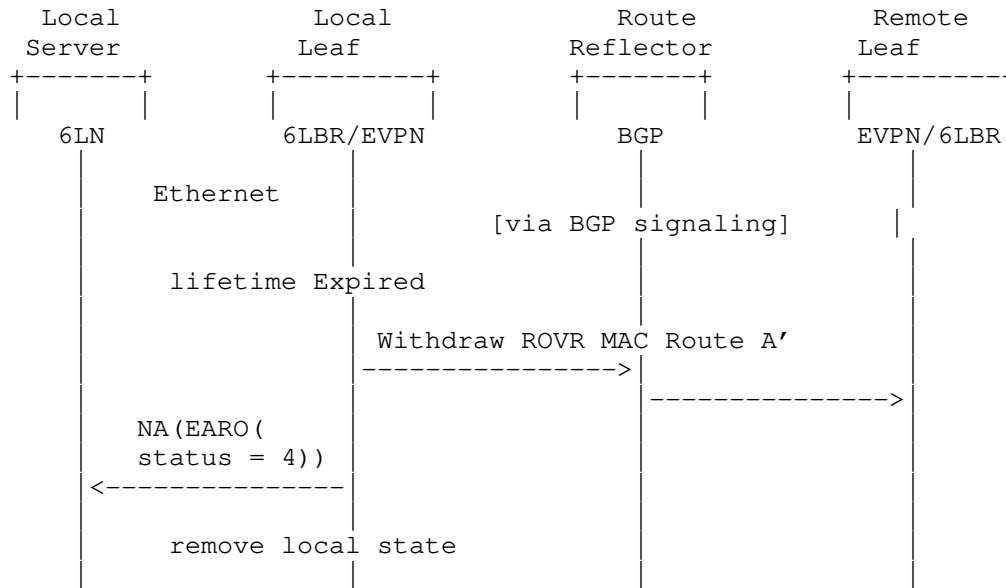 Local Local Route Remote
Server Leaf Reflector Leaf
6LN 6LBR/EVPN BGP EVPN/6LBR
Ethernet
[via BGP signaling]
lifetime Expired
Withdraw ROVR MAC Route A’
NA(EARO(
status = 4))
remove local state